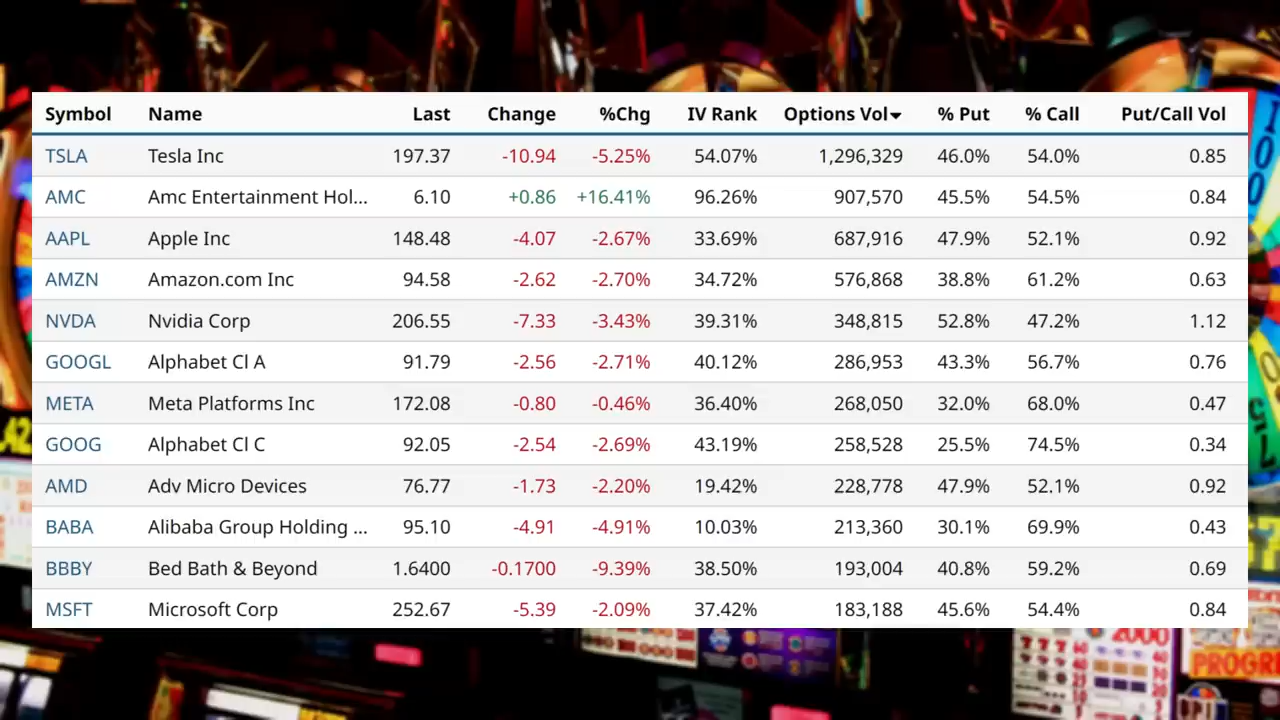 Symbol Name Last Change %Chg IV Rank Options Vol % Put % Call Put/Call Vol
TSLA Tesla Inc 197.37 -10.94 -5.25% 54.07% 1,296,329 46.0% 54.0% 0.85
AMC Amc Entertainment Hol... 6.10 +0.86 +16.41% 96.26% 907,570 45.5% 54.5% 0.84
AAPL Apple Inc 148.48 -4.07 -2.67% 33.69% 687,916 47.9% 52.1% 0.92
AMZN Amazon.com Inc 94.58 -2.62 -2.70% 34.72% 576,868 38.8% 61.2% 0.63
NVDA Nvidia Corp 206.55 -7.33 -3.43% 39.31% 348,815 52.8% 47.2% 1.12
GOOGL Alphabet Cl A 91.79 -2.56 -2.71% 40.12% 286,953 43.3% 56.7% 0.76
META Meta Platforms Inc 172.08 -0.80 -0.46% 36.40% 268,050 32.0% 68.0% 0.47
GOOG Alphabet Cl C 92.05 -2.54 -2.69% 43.19% 258,528 25.5% 74.5% 0.34
AMD Adv Micro Devices 76.77 -1.73 -2.20% 19.42% 228,778 47.9% 52.1% 0.92
BABA Alibaba Group Holding ... 95.10 -4.91 -4.91% 10.03% 213,360 30.1% 69.9% 0.43
BBBY Bed Bath & Beyond 1.6400 -0.1700 -9.39% 38.50% 193,004 40.8% 59.2% 0.69
MSFT Microsoft Corp 252.67 -5.39 -2.09% 37.42% 183,188 45.6% 54.4% 0.84
100
2000
PROGRE